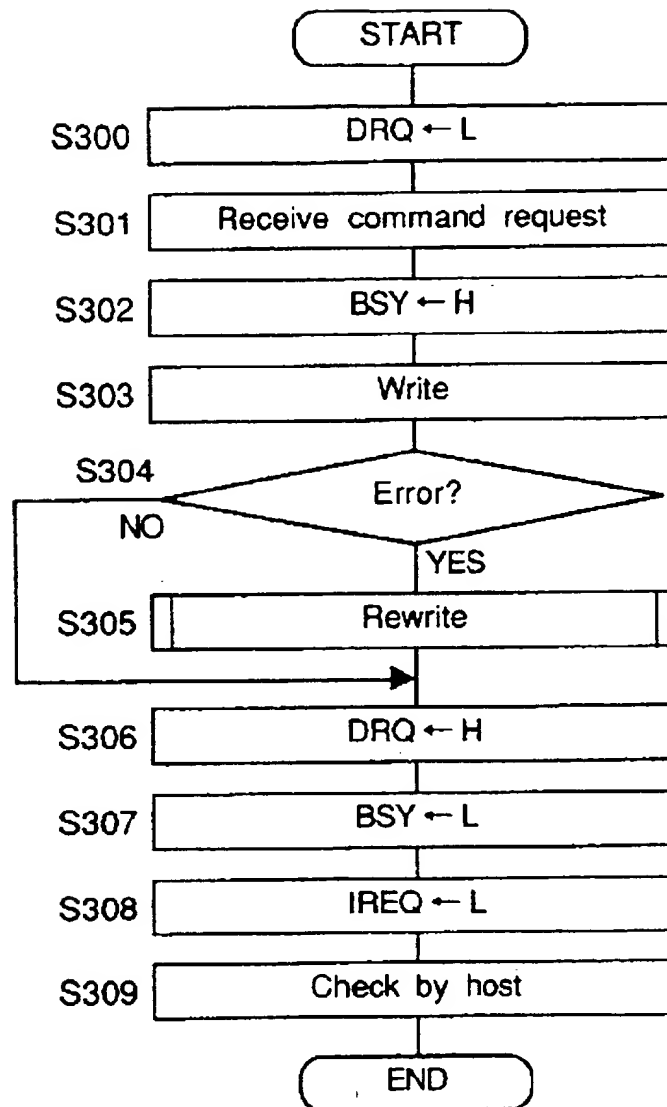 START
S300 DRQ ← L
S301 Receive command request
S302 BSY ← H
S303 Write
S304 Error?
NO
YES
S305 Rewrite
S306 DRQ ← H
S307 BSY ← L
S308 IREQ ← L
S309 Check by host
END